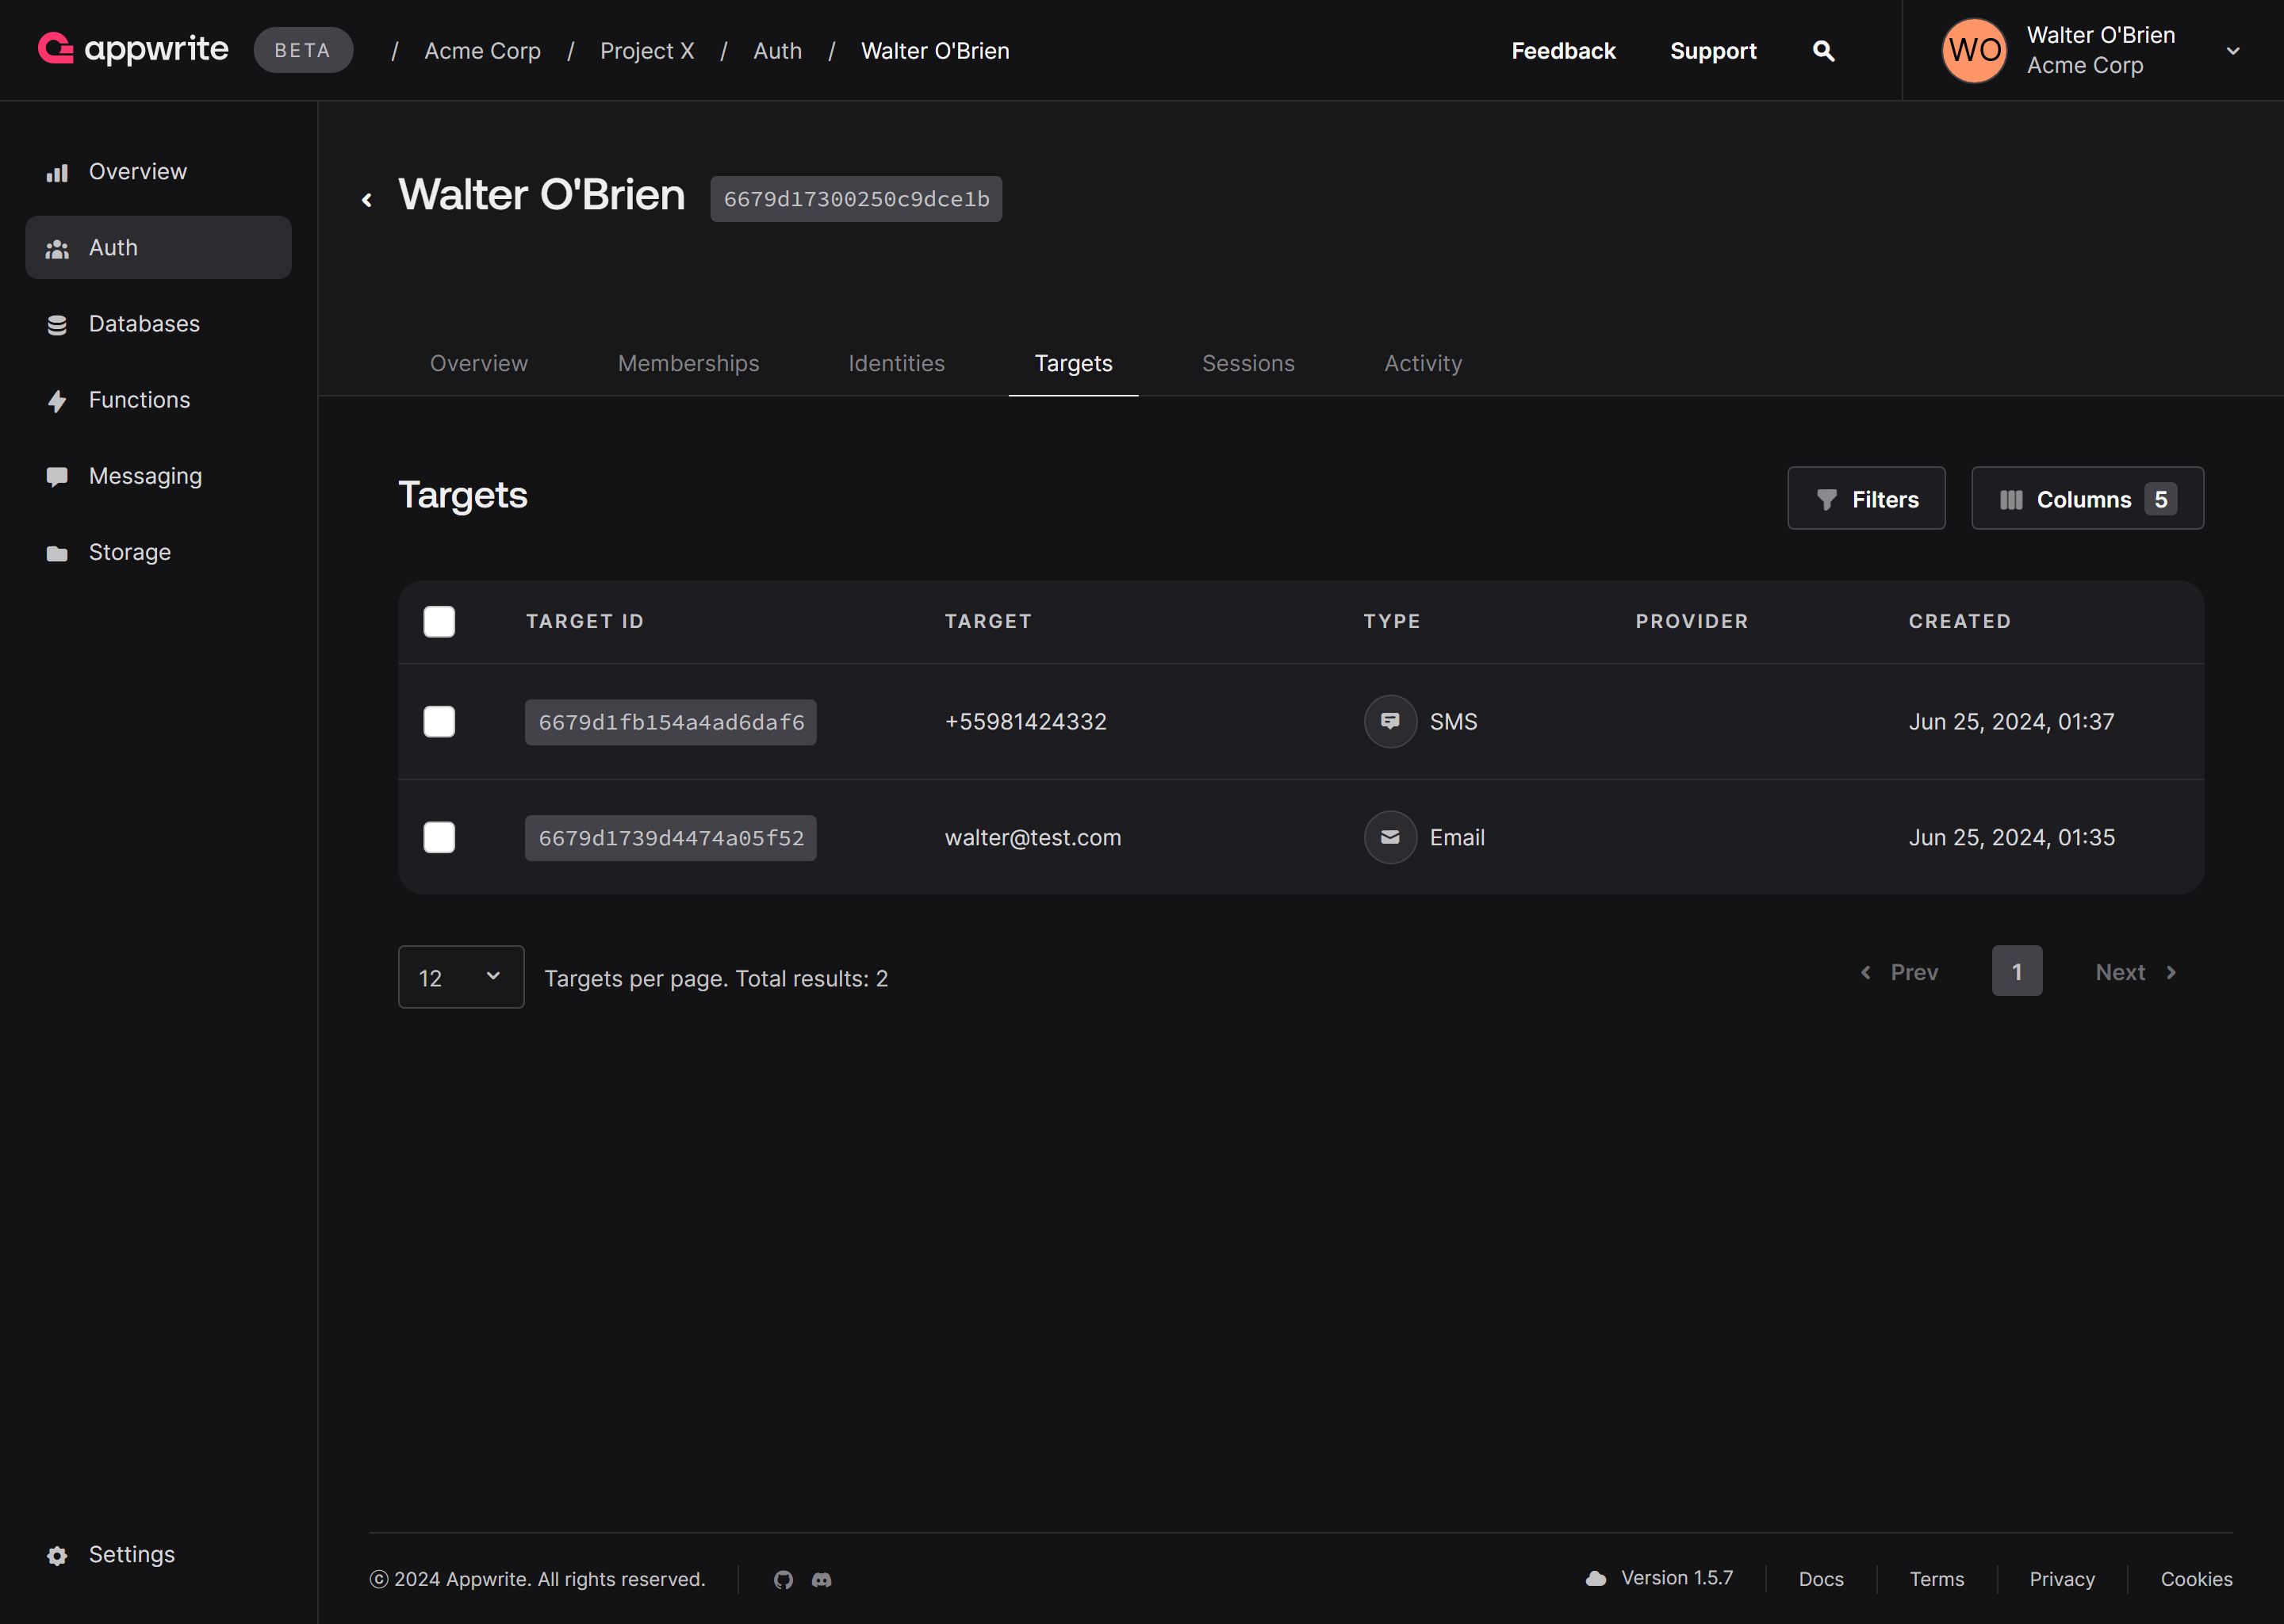 appwrite BETA / Acme Corp / Project X / Auth / Walter O'Brien
Feedback Support
WO Walter O'Brien
Acme Corp
Overview
Auth
Databases
Functions
Messaging
Storage
Settings
Walter O'Brien 6679d17300250c9dce1b
Overview Memberships Identities Targets Sessions Activity
Targets
Filters Columns 5
TARGET ID TARGET TYPE PROVIDER CREATED
6679d1fb154a4ad6daf6 +55981424332 SMS Jun 25, 2024, 01:37
6679d1739d4474a05f52 walter@test.com Email Jun 25, 2024, 01:35
12 Targets per page. Total results: 2
Prev 1 Next
ⓒ 2024 Appwrite. All rights reserved.
Version 1.5.7 Docs Terms Privacy Cookies